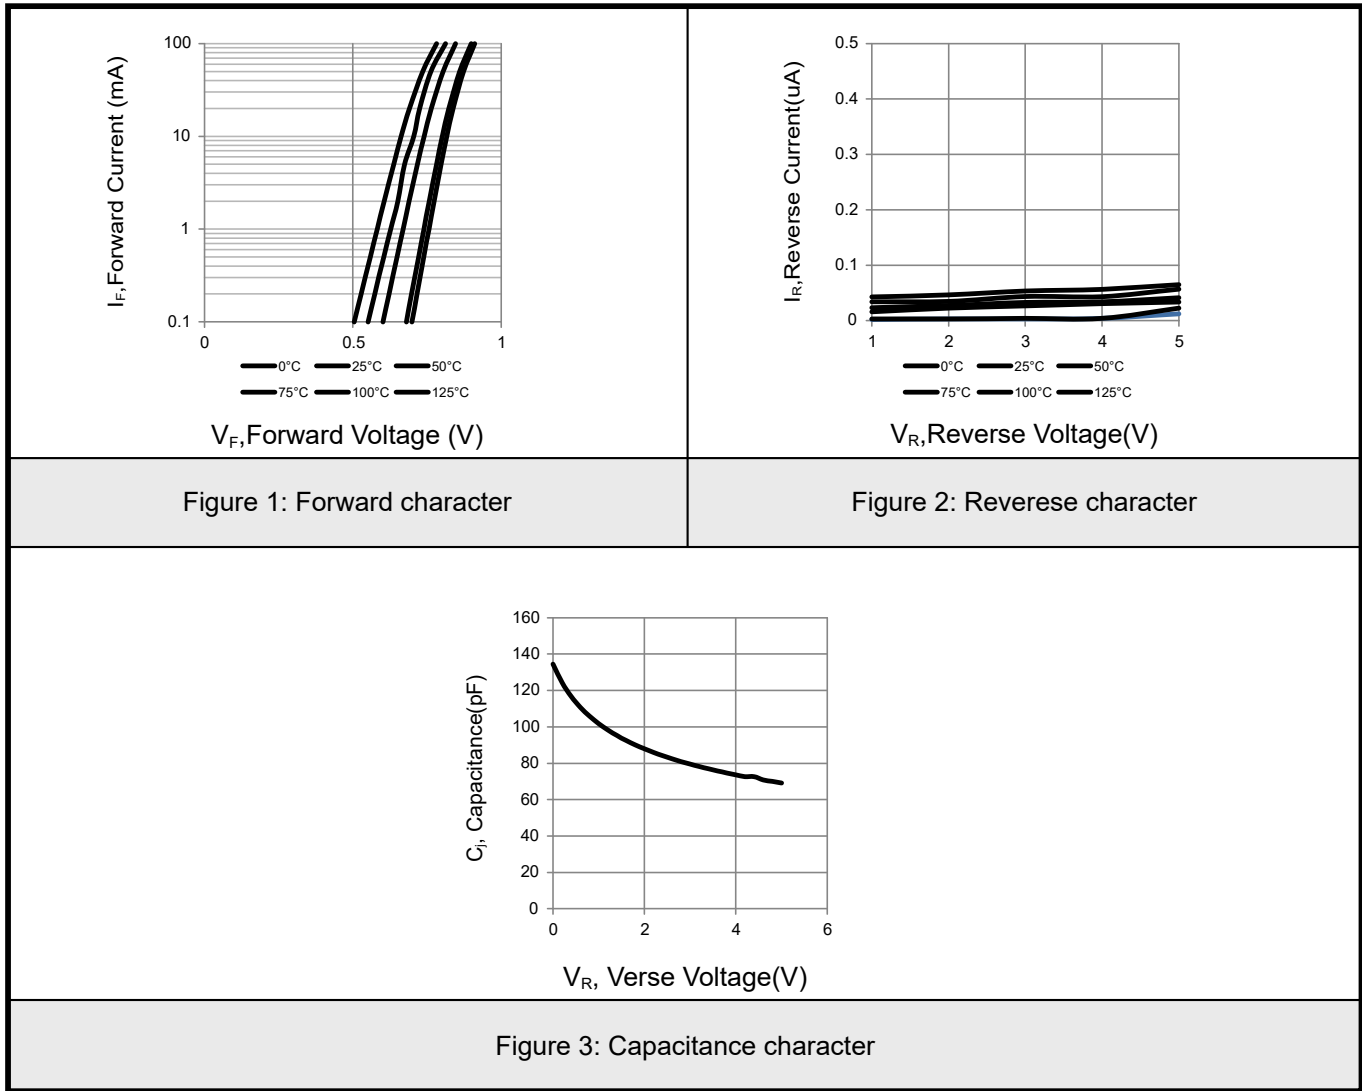 100
10
1
0.1
0
0.5
1
I_F,Forward Current (mA)
0°C
25°C
50°C
75°C
100°C
125°C
V_F,Forward Voltage (V)
0.5
0.4
0.3
0.2
0.1
0
1
2
3
4
5
I_R,Reverse Current(uA)
0°C
25°C
50°C
75°C
100°C
125°C
V_R,Reverse Voltage(V)
Figure 1: Forward character
Figure 2: Reverese character
160
140
120
100
80
60
40
20
0
0
2
4
6
C_j, Capacitance(pF)
V_R, Verse Voltage(V)
Figure 3: Capacitance character